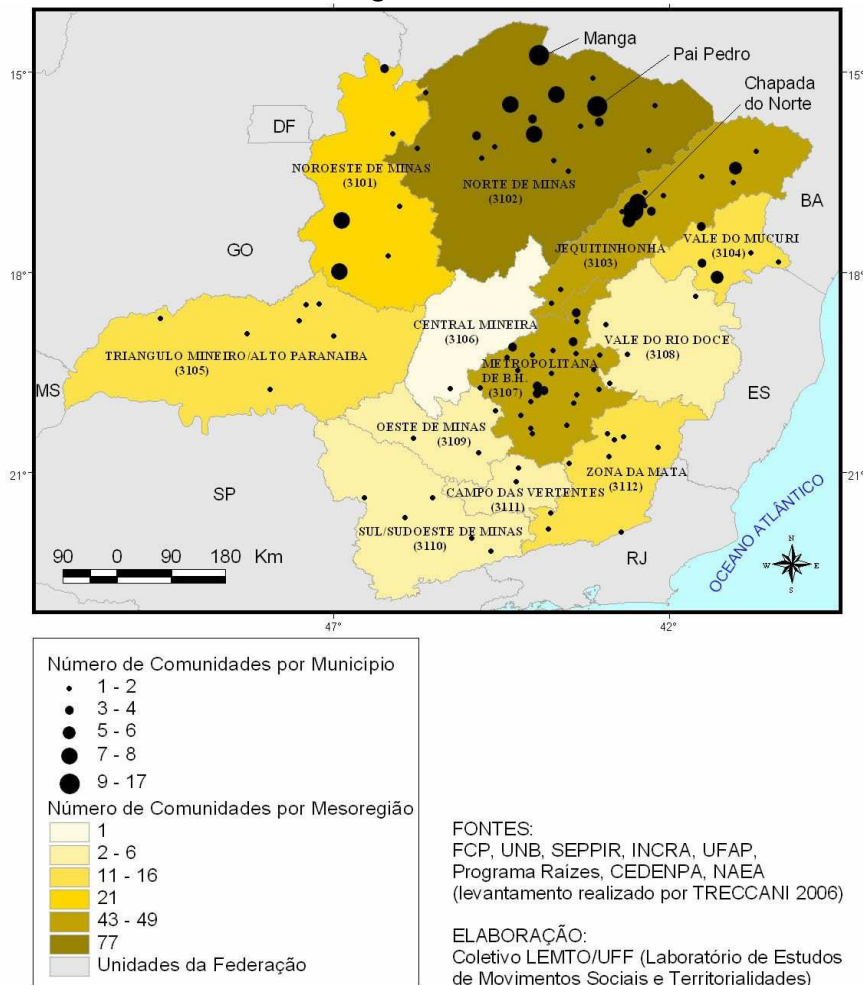 Manga
15°
15°
Pai Pedro
Chapada
do Norte
DF
NOROESTE DE MINAS
(3101)
NORTE DE MINAS
(3102)
BA
JEQUITINHONHA
(3103)
VALE DO MUCURI
(3104)
GO
18°
18°
CENTRAL MINEIRA
(3106)
VALE DO RIO DOCE
(3108)
TRIANGULO MINEIRO/ALTO PARANAIBA
(3105)
METROPOLITANA
DE B.H.
(3107)
MS
ES
OESTE DE MINAS
(3109)
21°
21°
ZONA DA MATA
(3112)
SP
CAMPO DAS VERTENTES
(3111)
SUL/SUDOESTE DE MINAS
(3110)
OCEANO ATLÂNTICO
RJ
N
W E
S
90 0 90 180 Km
47°
42°
Número de Comunidades por Município
1 - 2
3 - 4
5 - 6
7 - 8
9 - 17
Número de Comunidades por Mesoregião
1
2 - 6
11 - 16
21
43 - 49
77
Unidades da Federação
FONTES:
FCP, UNB, SEPPIR, INCRA, UFAP,
Programa Raízes, CEDENPA, NAEA
(levantamento realizado por TRECCANI 2006)
ELABORAÇÃO:
Coletivo LEMTO/UFF (Laboratório de Estudos
de Movimentos Sociais e Territorialidades)